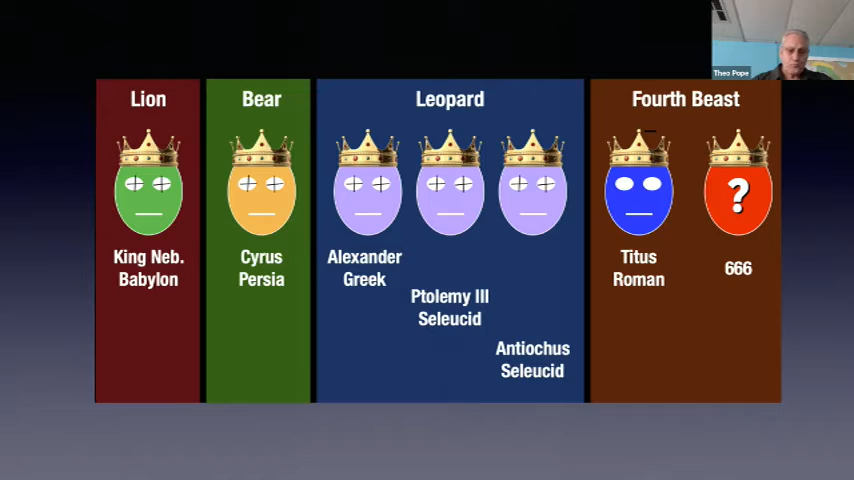 Theo Pope
Lion
Bear
Leopard
Fourth Beast
?
King Neb.
Babylon
Cyrus
Persia
Alexander
Greek
Ptolemy III
Seleucid
Antiochus
Seleucid
Titus
Roman
666